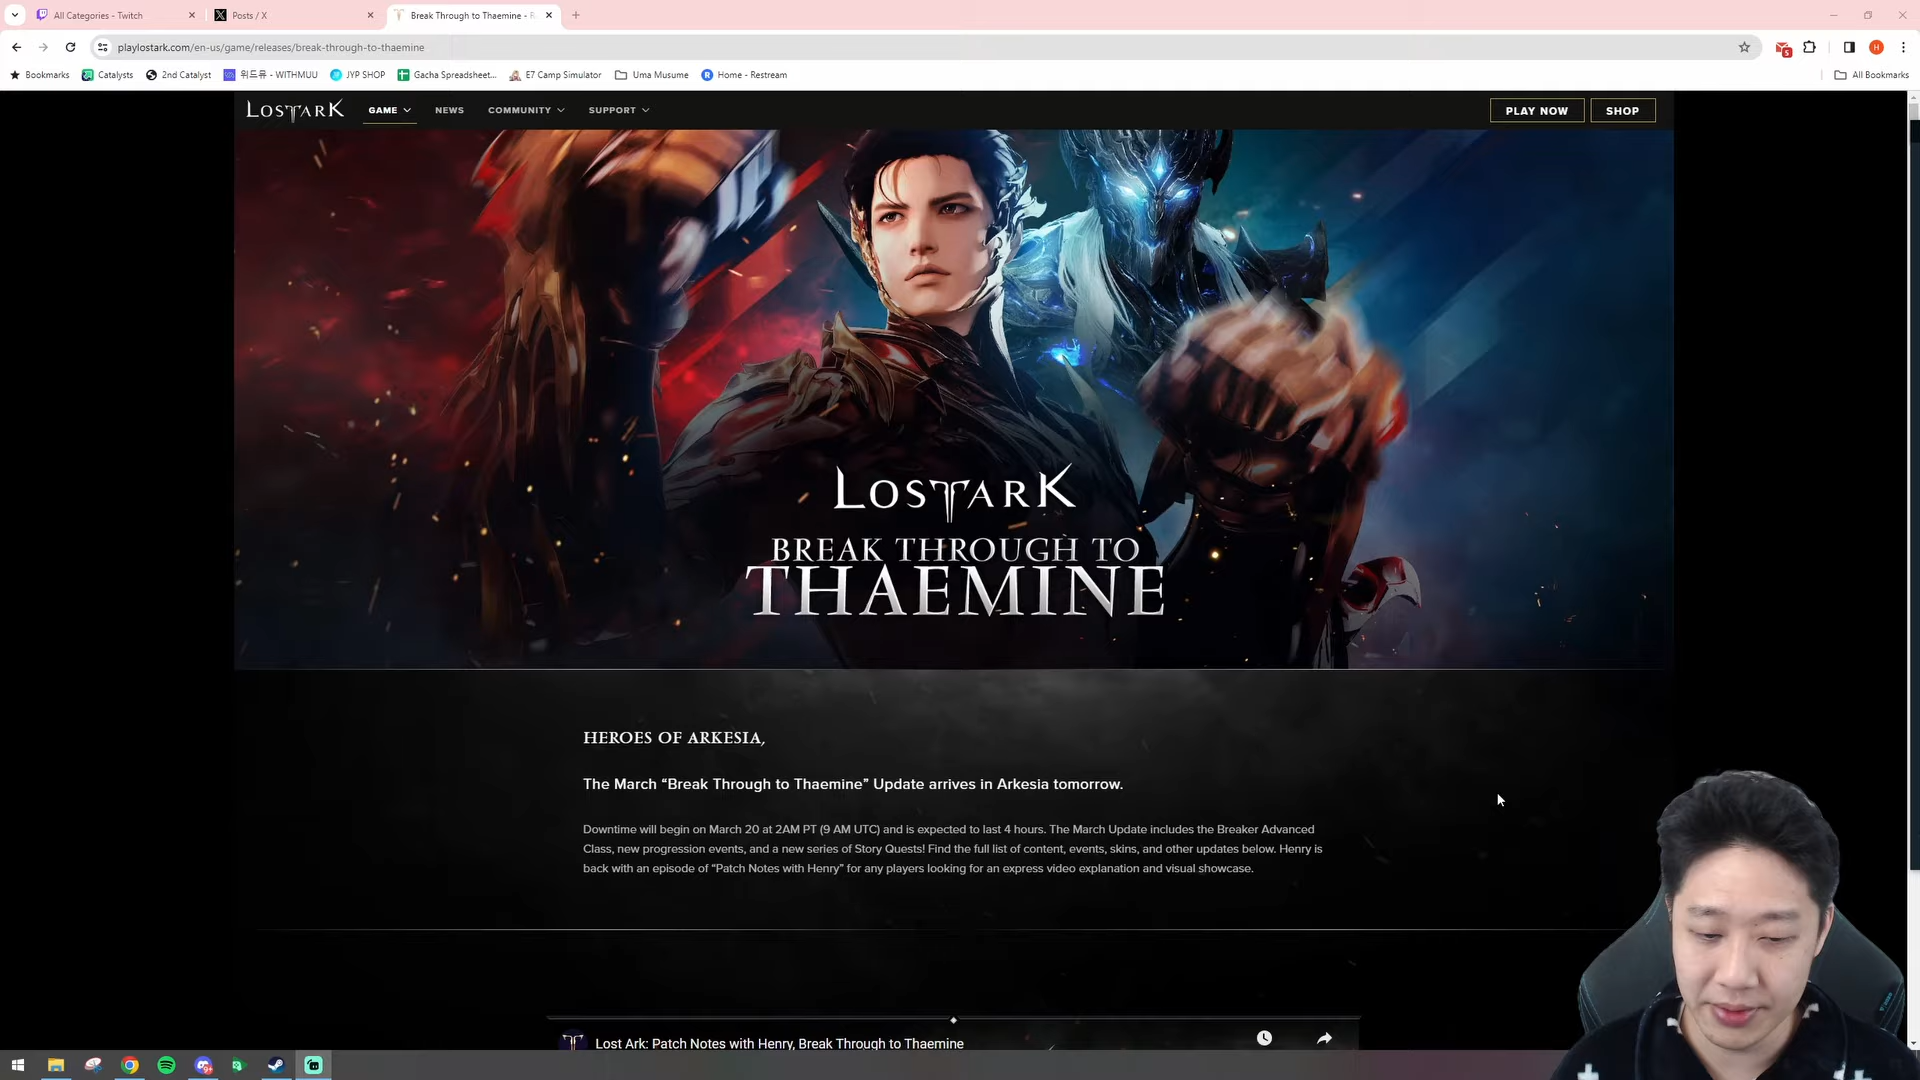 All Categories - Twitch
Posts / X
Break Through to Thaemine - R
playlostark.com/en-us/game/releases/break-through-to-thaemine
Bookmarks
Catalysts
2nd Catalyst
위드뮤 - WITHMUU
JYP SHOP
Gacha Spreadsheet...
E7 Camp Simulator
Uma Musume
Home - Restream
All Bookmarks
LOST ARK
GAME
NEWS
COMMUNITY
SUPPORT
PLAY NOW
SHOP
LOST ARK
BREAK THROUGH TO
THAEMINE
HEROES OF ARKESIA,
The March “Break Through to Thaemine” Update arrives in Arkesia tomorrow.
Downtime will begin on March 20 at 2AM PT (9 AM UTC) and is expected to last 4 hours. The March Update includes the Breaker Advanced
Class, new progression events, and a new series of Story Quests! Find the full list of content, events, skins, and other updates below. Henry is
back with an episode of “Patch Notes with Henry” for any players looking for an express video explanation and visual showcase.
Lost Ark: Patch Notes with Henry, Break Through to Thaemine